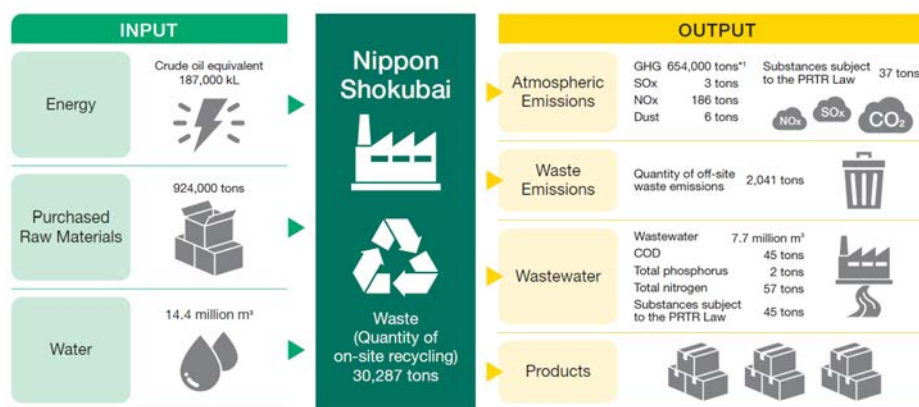 INPUT
Energy
Crude oil equivalent
187,000 kL
Purchased
Raw Materials
924,000 tons
Water
14.4 million m³
Nippon
Shokubai
Waste
(Quantity of
on-site recycling)
30,287 tons
OUTPUT
Atmospheric
Emissions
GHG 654,000 tons*1
SOx 3 tons
NOx 186 tons
Dust 6 tons
Substances subject
to the PRTR Law 37 tons
NOx
SOx
CO₂
Waste
Emissions
Quantity of off-site
waste emissions 2,041 tons
Wastewater
Wastewater 7.7 million m³
COD 45 tons
Total phosphorus 2 tons
Total nitrogen 57 tons
Substances subject
to the PRTR Law 45 tons
Products